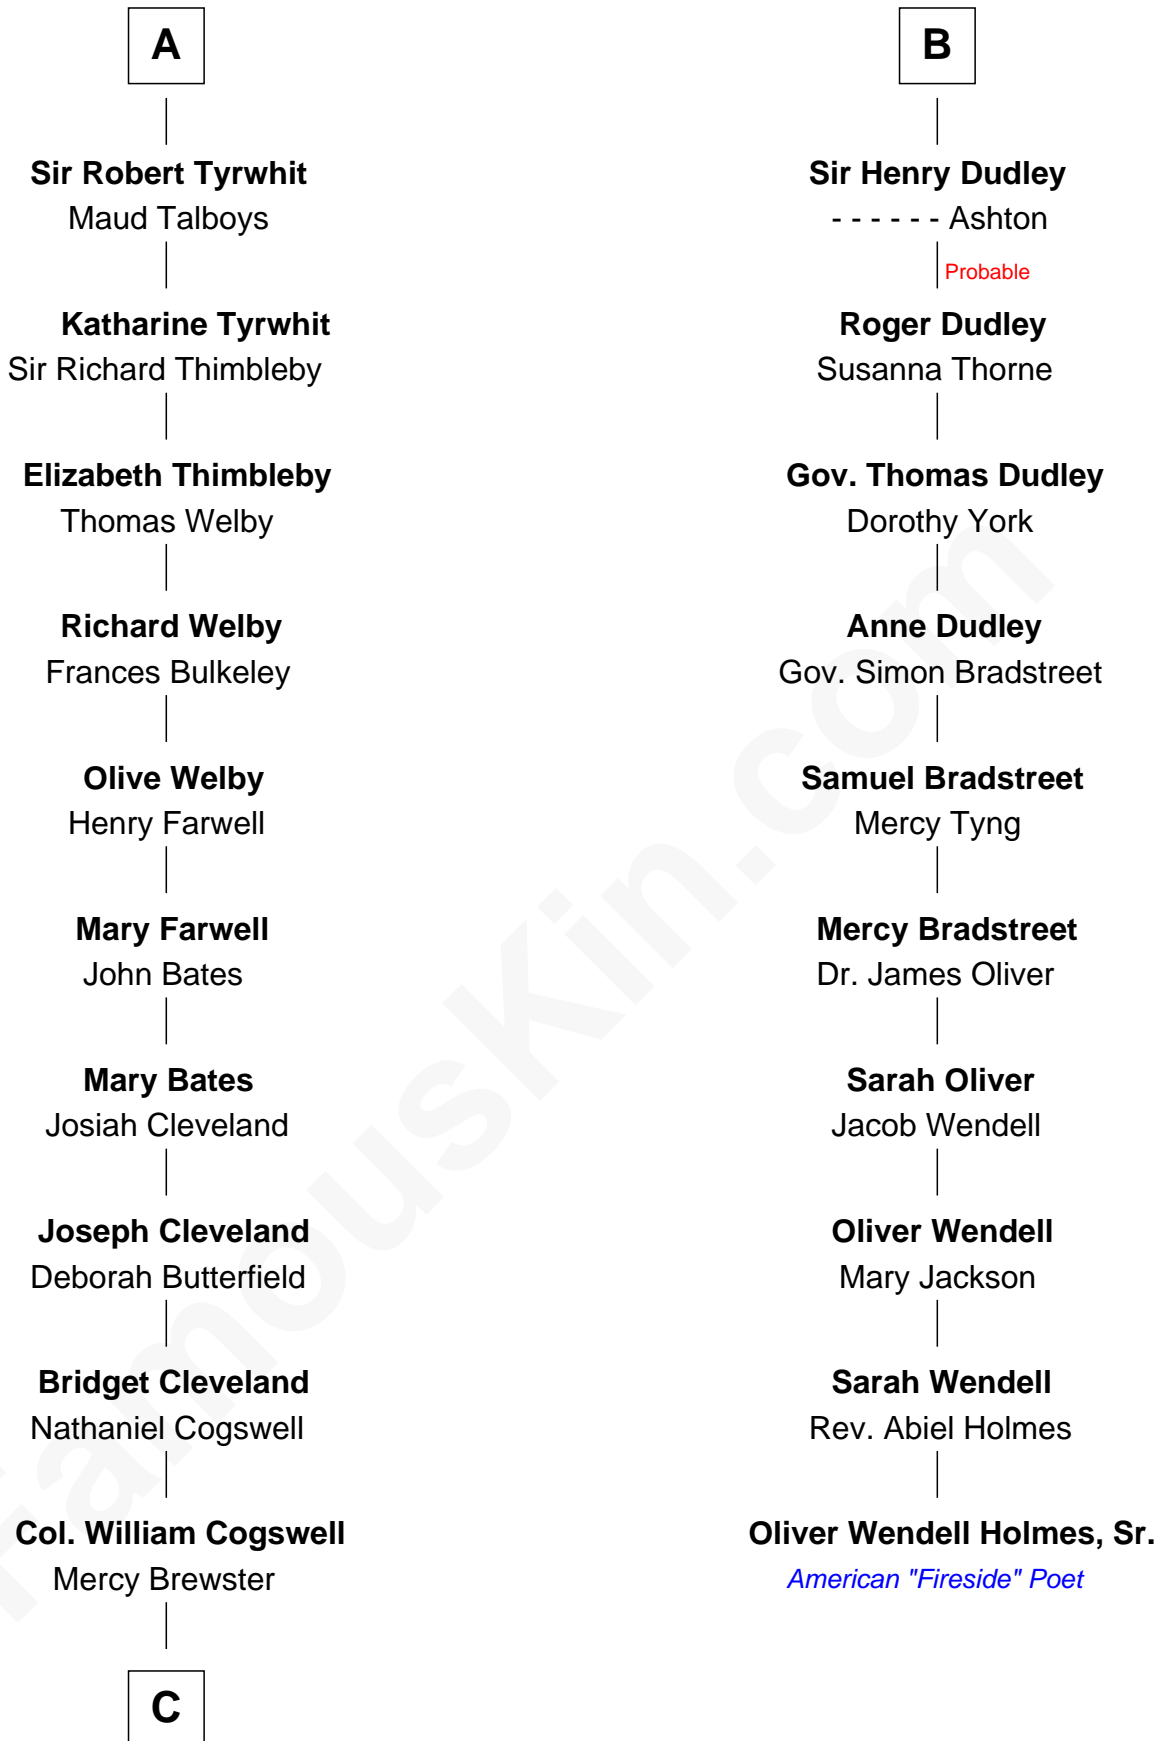 A
Sir Robert Tyrwhit
Maud Talboys
Katharine Tyrwhit
Sir Richard Thimbleby
Elizabeth Thimbleby
Thomas Welby
Richard Welby
Frances Bulkeley
Olive Welby
Henry Farwell
Mary Farwell
John Bates
Mary Bates
Josiah Cleveland
Joseph Cleveland
Deborah Butterfield
Bridget Cleveland
Nathaniel Cogswell
Col. William Cogswell
Mercy Brewster
C
B
Sir Henry Dudley
- - - - - - Ashton
Probable
Roger Dudley
Susanna Thorne
Gov. Thomas Dudley
Dorothy York
Anne Dudley
Gov. Simon Bradstreet
Samuel Bradstreet
Mercy Tyng
Mercy Bradstreet
Dr. James Oliver
Sarah Oliver
Jacob Wendell
Oliver Wendell
Mary Jackson
Sarah Wendell
Rev. Abiel Holmes
Oliver Wendell Holmes, Sr.
American "Fireside" Poet
FamousKin.com